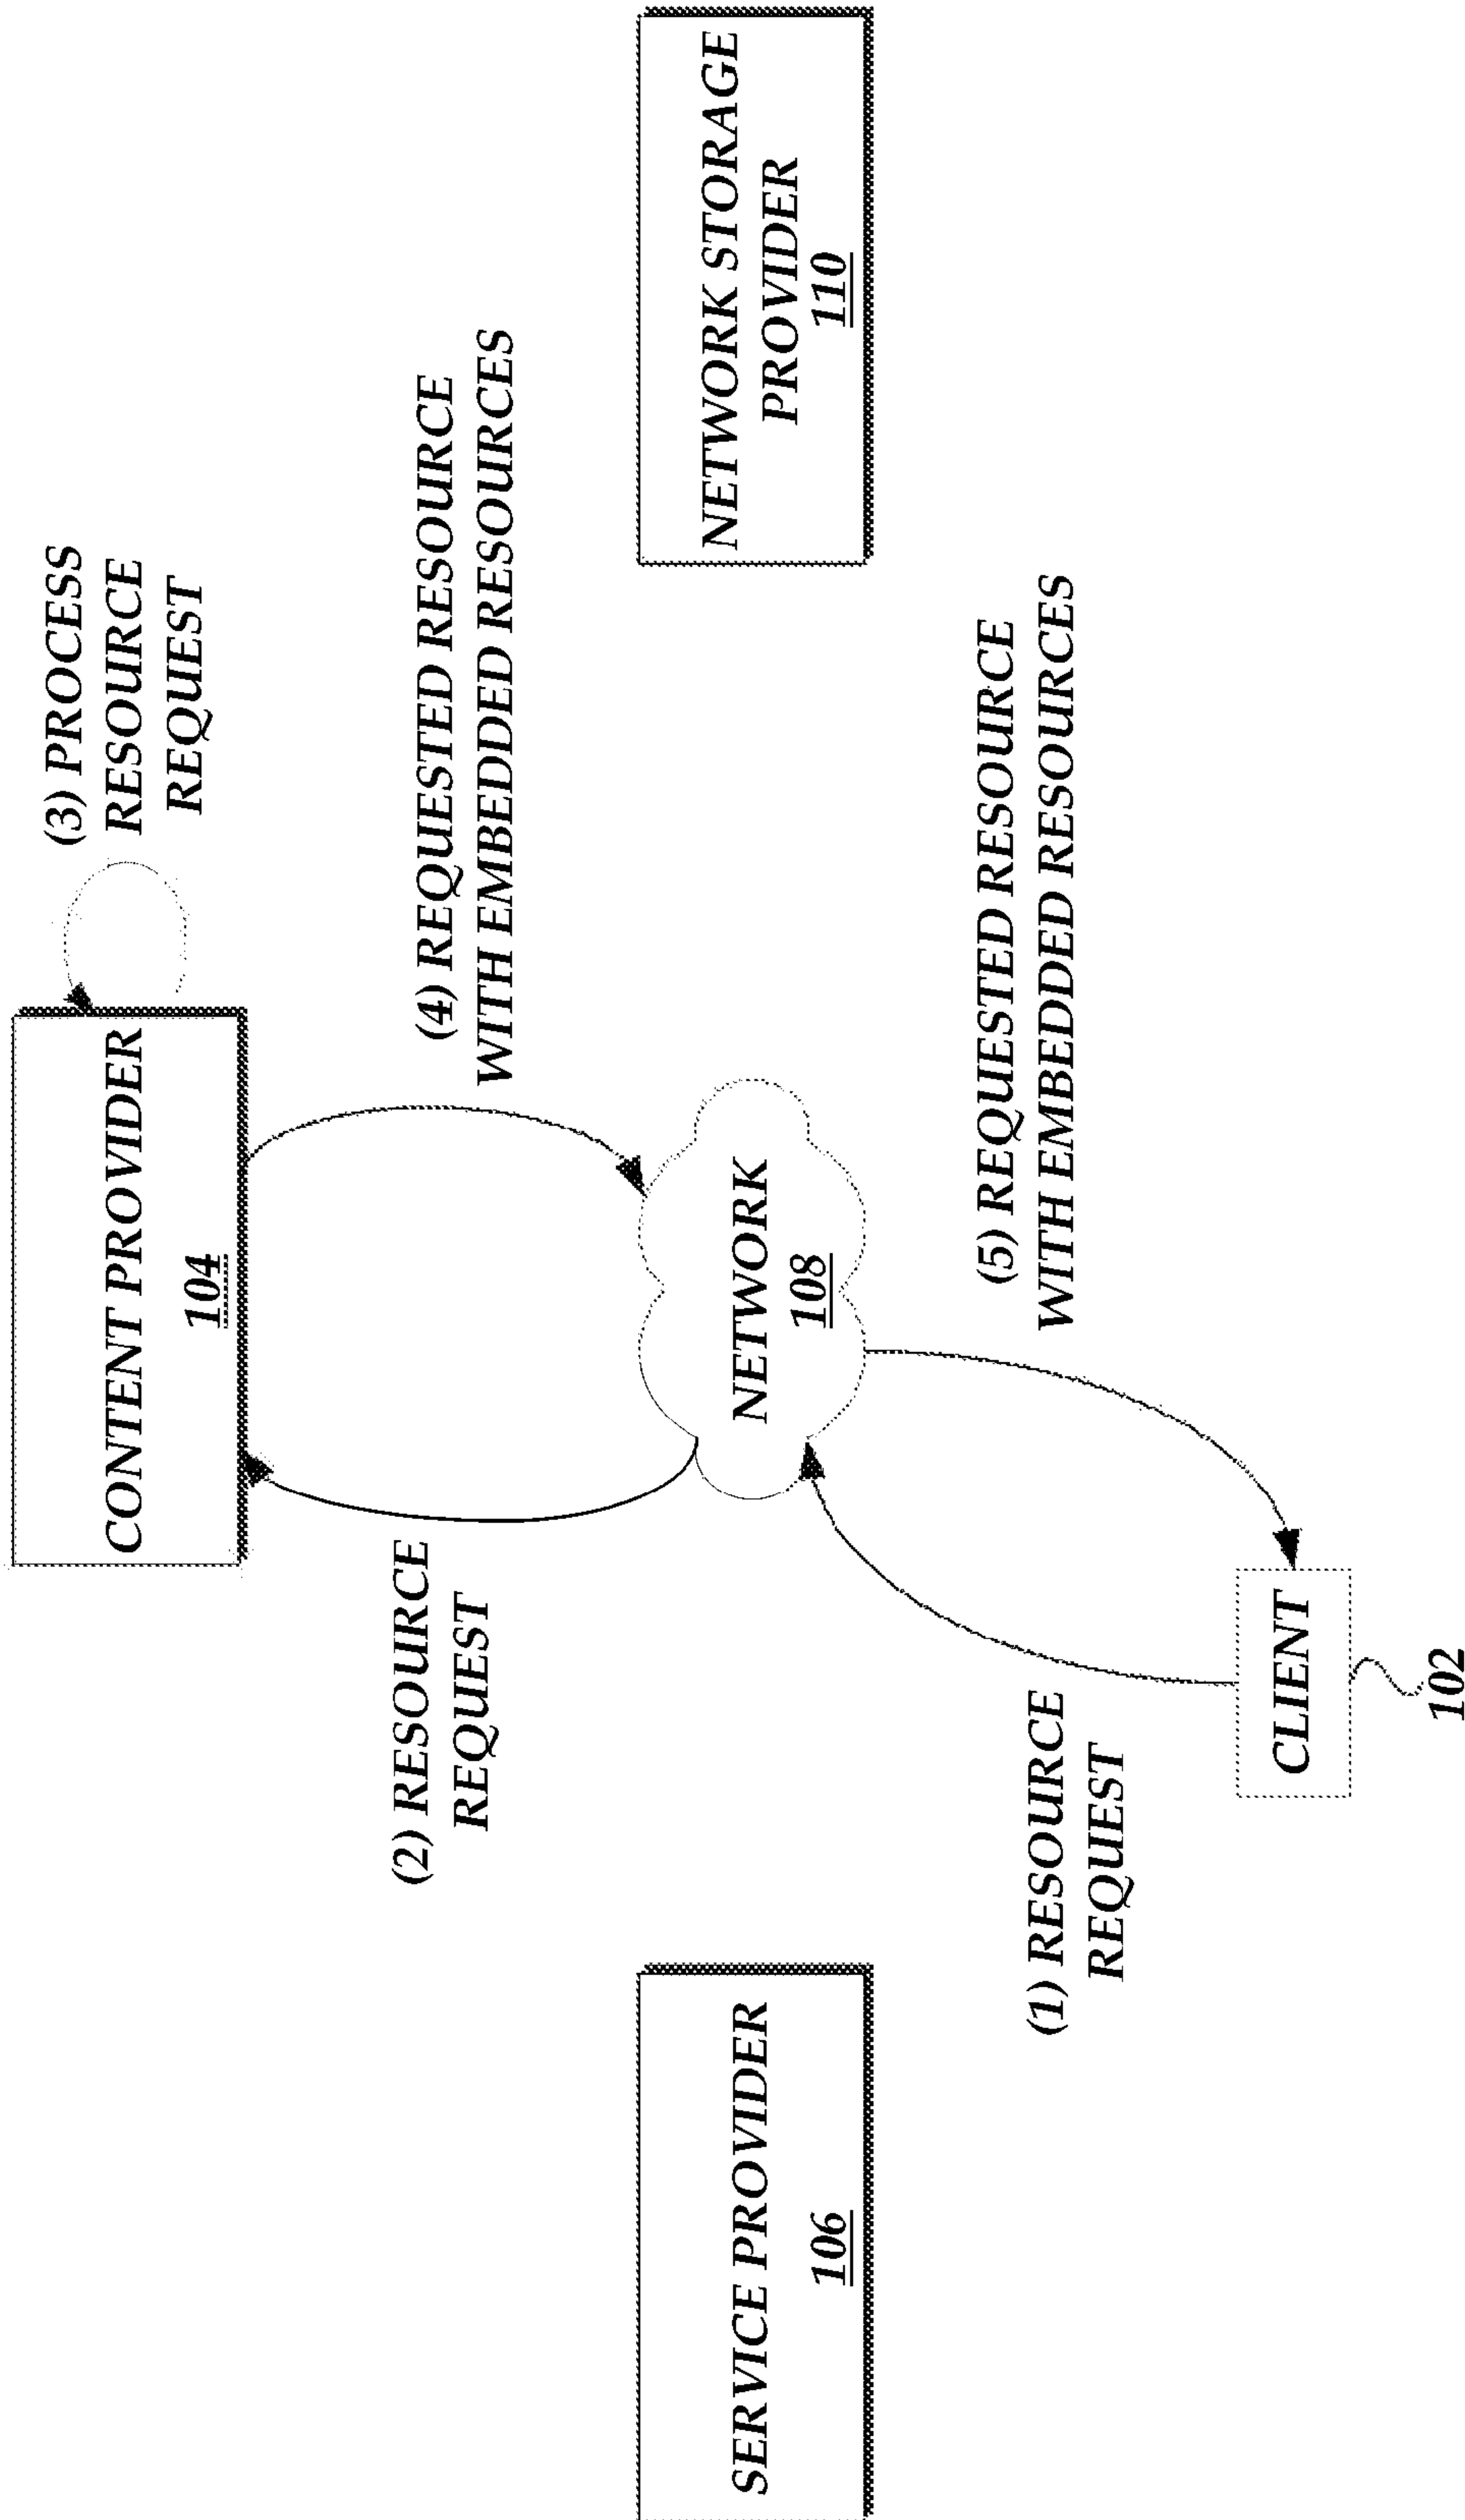 CONTENT PROVIDER
104
(3) PROCESS
RESOURCE
REQUEST
(2) RESOURCE
REQUEST
(4) REQUESTED RESOURCE
WITH EMBEDDED RESOURCES
SERVICE PROVIDER
106
NETWORK
108
NETWORK STORAGE
PROVIDER
110
(1) RESOURCE
REQUEST
(5) REQUESTED RESOURCE
WITH EMBEDDED RESOURCES
CLIENT
102